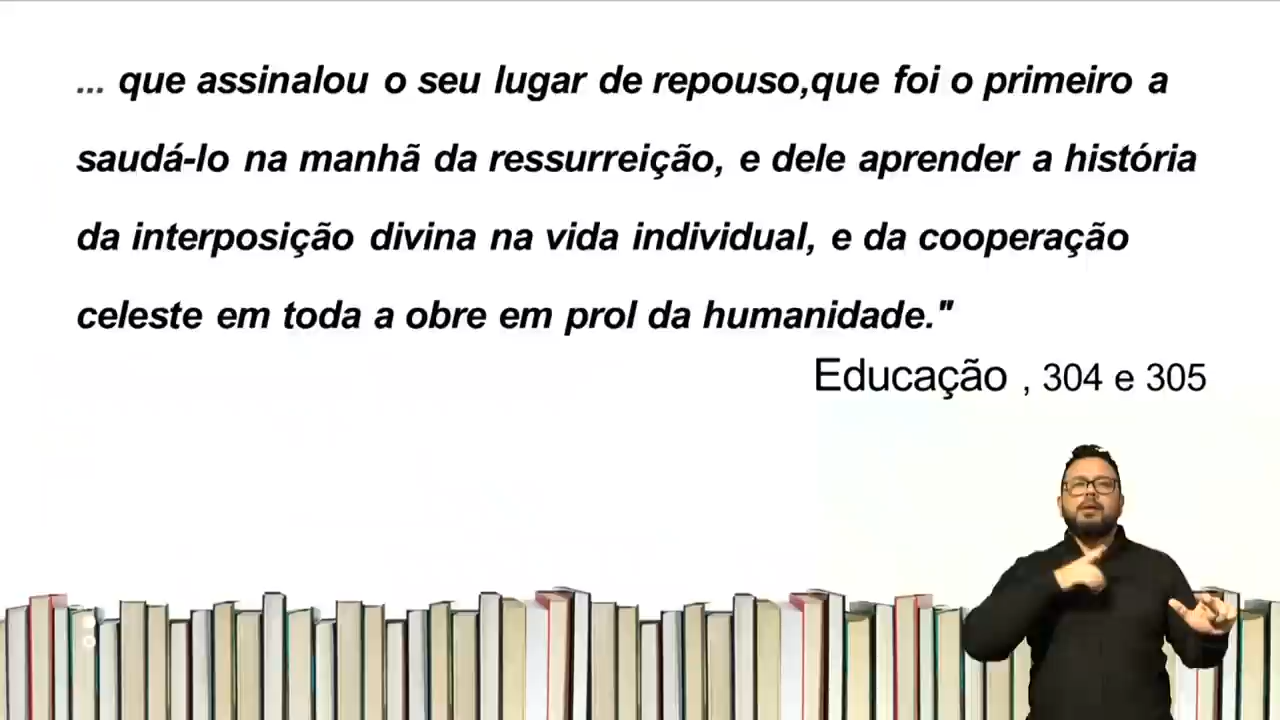 ... que assinalou o seu lugar de repouso,que foi o primeiro a
saudá-lo na manhã da ressurreição, e dele aprender a história
da interposição divina na vida individual, e da cooperação
celeste em toda a obre em prol da humanidade."
Educação , 304 e 305